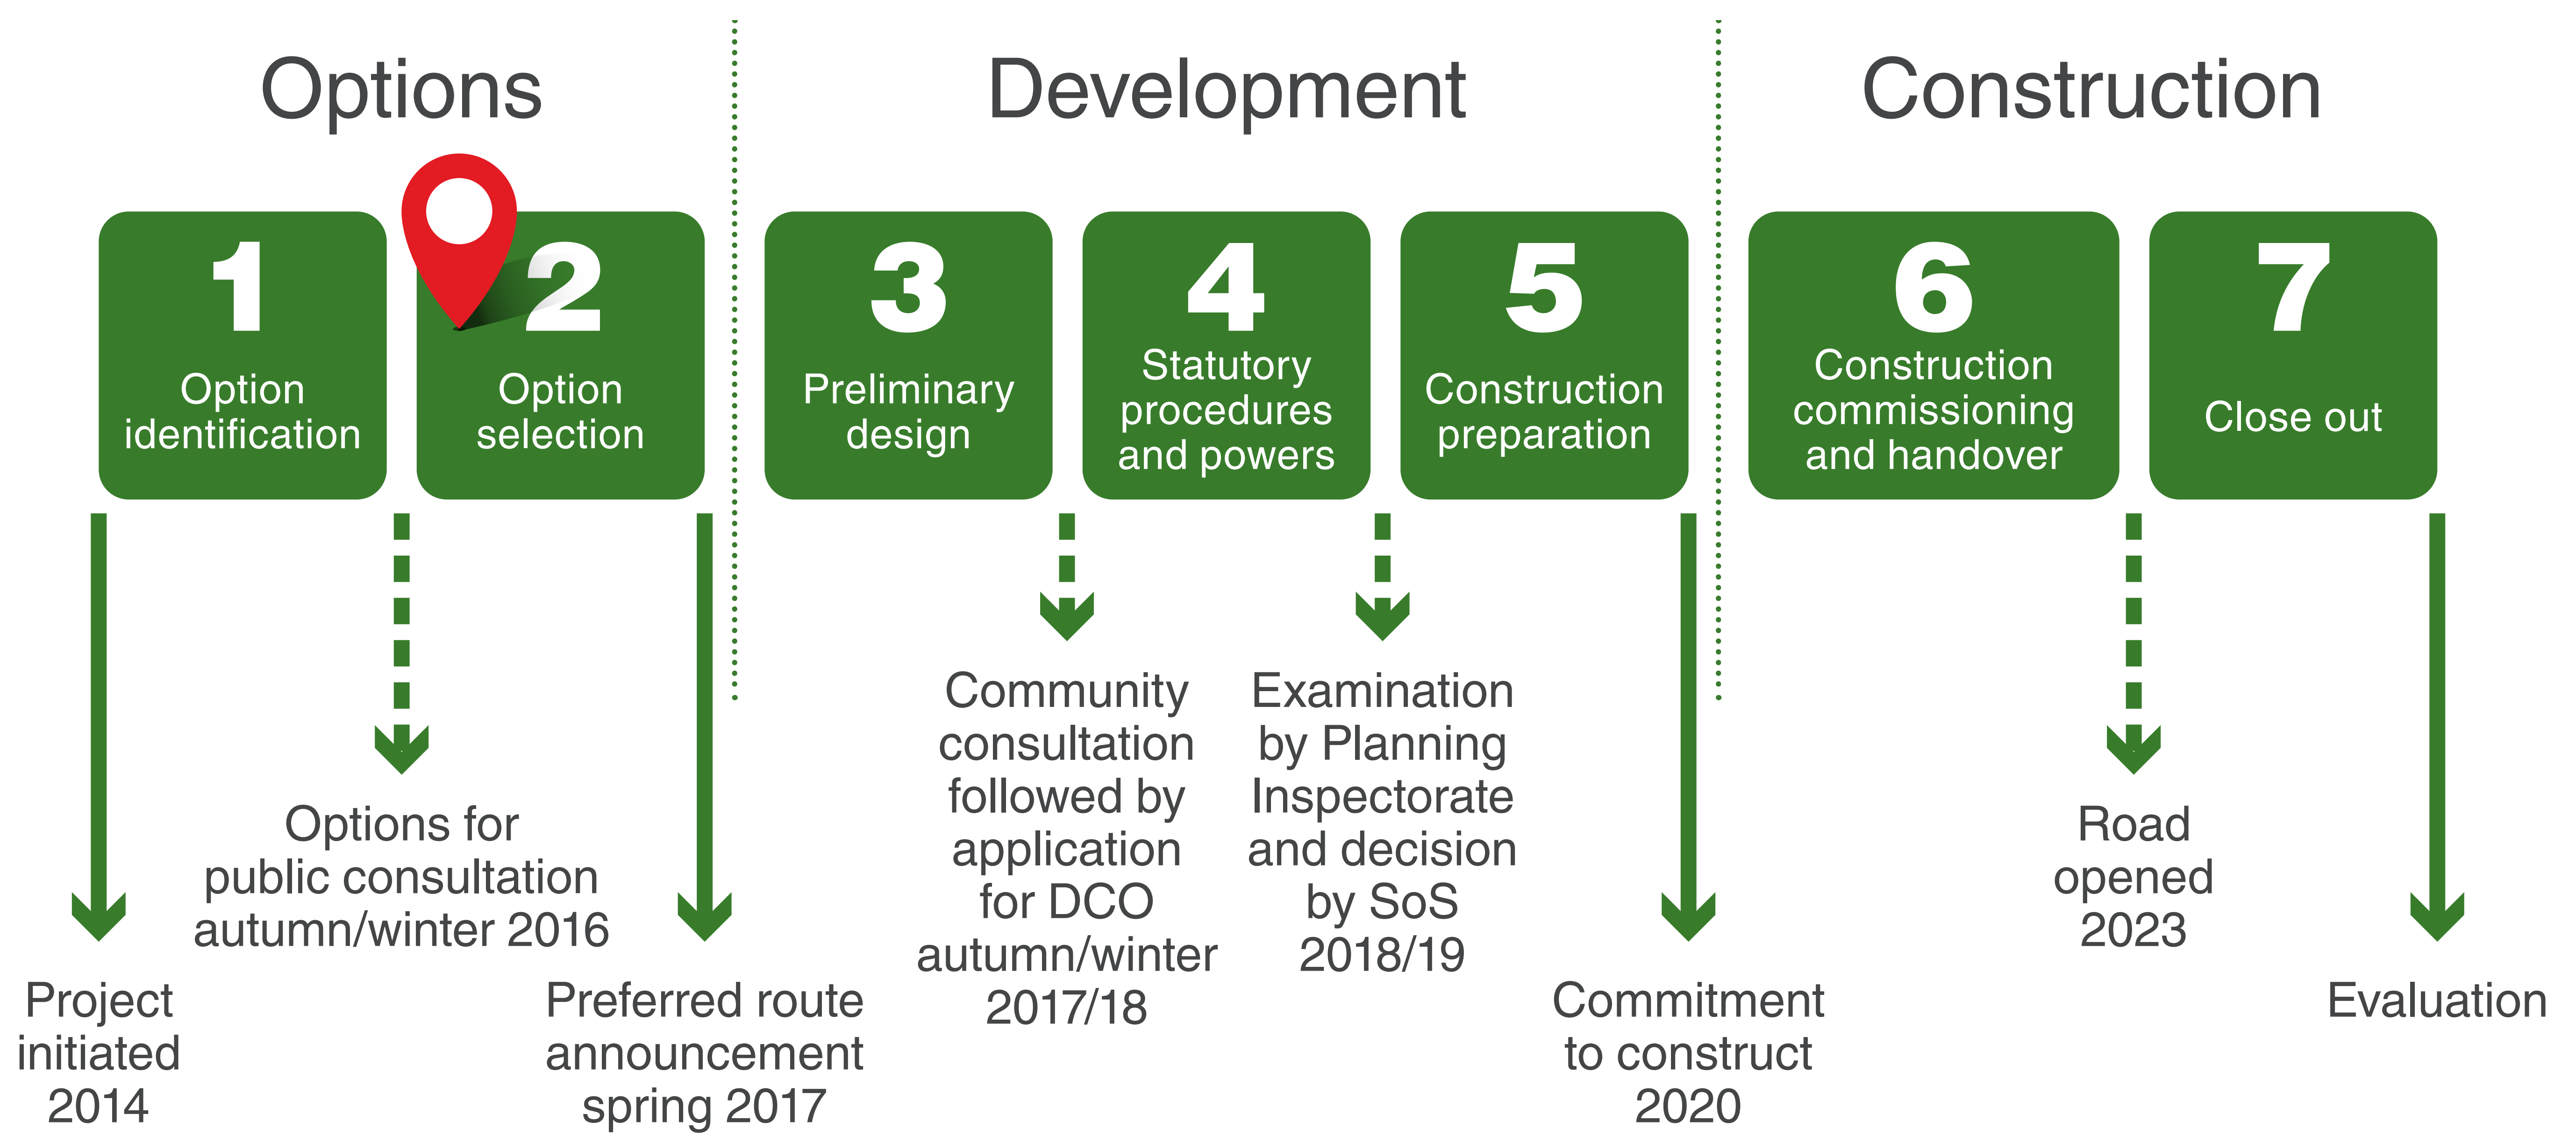 Options
Development
Construction
1
Option
identification
2
Option
selection
3
Preliminary
design
4
Statutory
procedures
and powers
5
Construction
preparation
6
Construction
commissioning
and handover
7
Close out
Project
initiated
2014
Options for
public consultation
autumn/winter 2016
Preferred route
announcement
spring 2017
Community
consultation
followed by
application
for DCO
autumn/winter
2017/18
Examination
by Planning
Inspectorate
and decision
by SoS
2018/19
Commitment
to construct
2020
Road
opened
2023
Evaluation